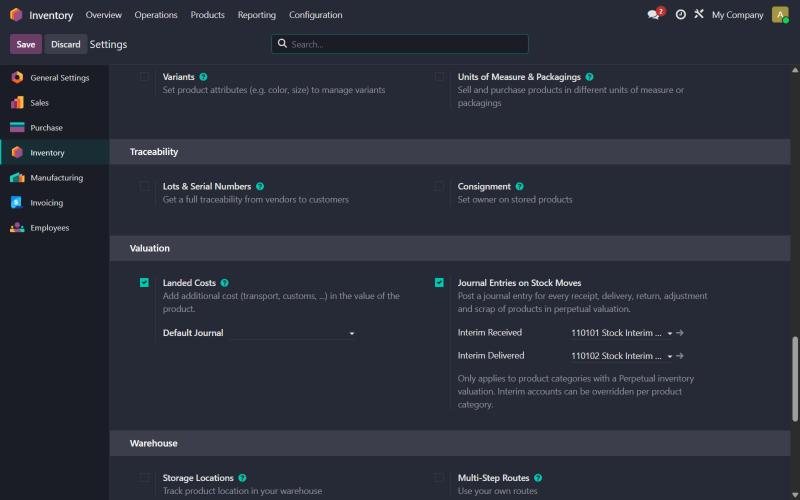 Inventory Overview Operations Products Reporting Configuration 2 My Company A
Save Discard Settings Search...
General Settings
Sales
Purchase
Inventory
Manufacturing
Invoicing
Employees
Variants ? Units of Measure & Packagings ?
Set product attributes (e.g. color, size) to manage variants Sell and purchase products in different units of measure or
packagings
Traceability
Lots & Serial Numbers ? Consignment ?
Get a full traceability from vendors to customers Set owner on stored products
Valuation
Landed Costs ? Journal Entries on Stock Moves
Add additional cost (transport, customs, ...) in the value of the Post a journal entry for every receipt, delivery, return, adjustment
product. and scrap of products in perpetual valuation.
Default Journal Interim Received 110101 Stock Interim ...
Interim Delivered 110102 Stock Interim ...
Only applies to product categories with a Perpetual inventory
valuation. Interim accounts can be overridden per product
category.
Warehouse
Storage Locations ? Multi-Step Routes ?
Track product location in your warehouse Use your own routes